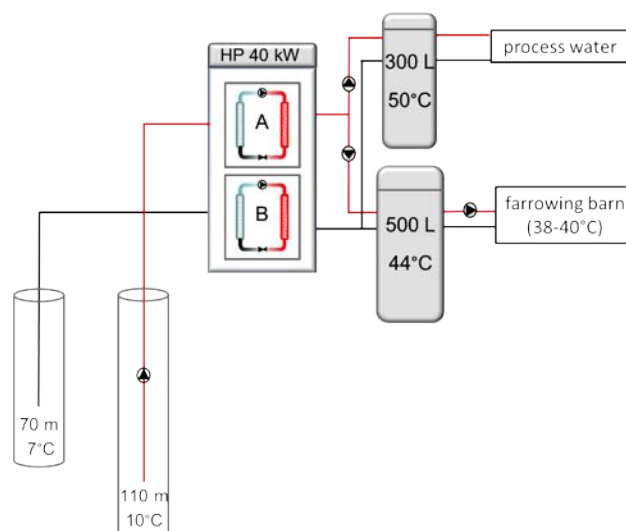 HP 40 kW
A
B
300 L
50°C
process water
500 L
44°C
farrowing barn
(38-40°C)
70 m
7°C
110 m
10°C